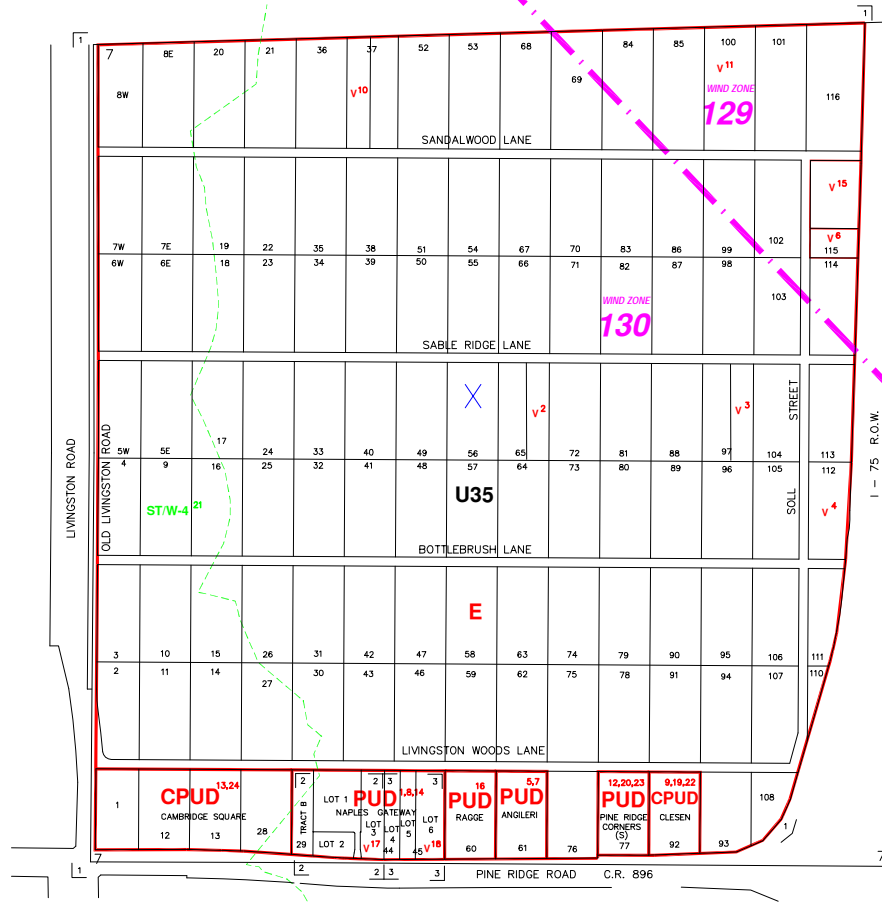 1
1
7
8E
20
21
36
37
52
53
68
69
84
85
100
101
8W
V10
V11
116
WIND ZONE
129
SANDALWOOD LANE
V15
V6
7W
7E
19
22
35
38
51
54
67
70
83
86
99
102
115
6W
6E
18
23
34
39
50
55
66
71
82
87
98
114
103
WIND ZONE
130
SABLE RIDGE LANE
V2
V3
STREET
17
5W
5E
24
33
40
49
56
65
72
81
88
97
104
113
4
9
16
25
32
41
48
57
64
73
80
89
96
105
112
LIVINGSTON ROAD
OLD LIVINGSTON ROAD
ST/W-4 21
U35
SOLL
V4
I - 75 R.O.W.
BOTTLEBRUSH LANE
E
3
10
15
26
31
42
47
58
63
74
79
90
95
106
111
2
11
14
27
30
43
46
59
62
75
78
91
94
107
110
LIVINGSTON WOODS LANE
1
CPUD13,24
CAMBRIDGE SQUARE
12
13
28
2
TRACT B
29
LOT 1
LOT 2
2
3
3
PUD1,8,14
NAPLES GATEWAY
LOT
3
LOT
4
LOT
5
LOT
6
V17
44
45
V18
16
PUD
RAGGE
60
5,7
PUD
ANGILERI
61
76
12,20,23
PUD
PINE RIDGE
CORNERS
(S)
77
9,19,22
CPUD
CLESEN
92
93
108
1
7
7
1
2
2
3
3
PINE RIDGE ROAD C.R. 896